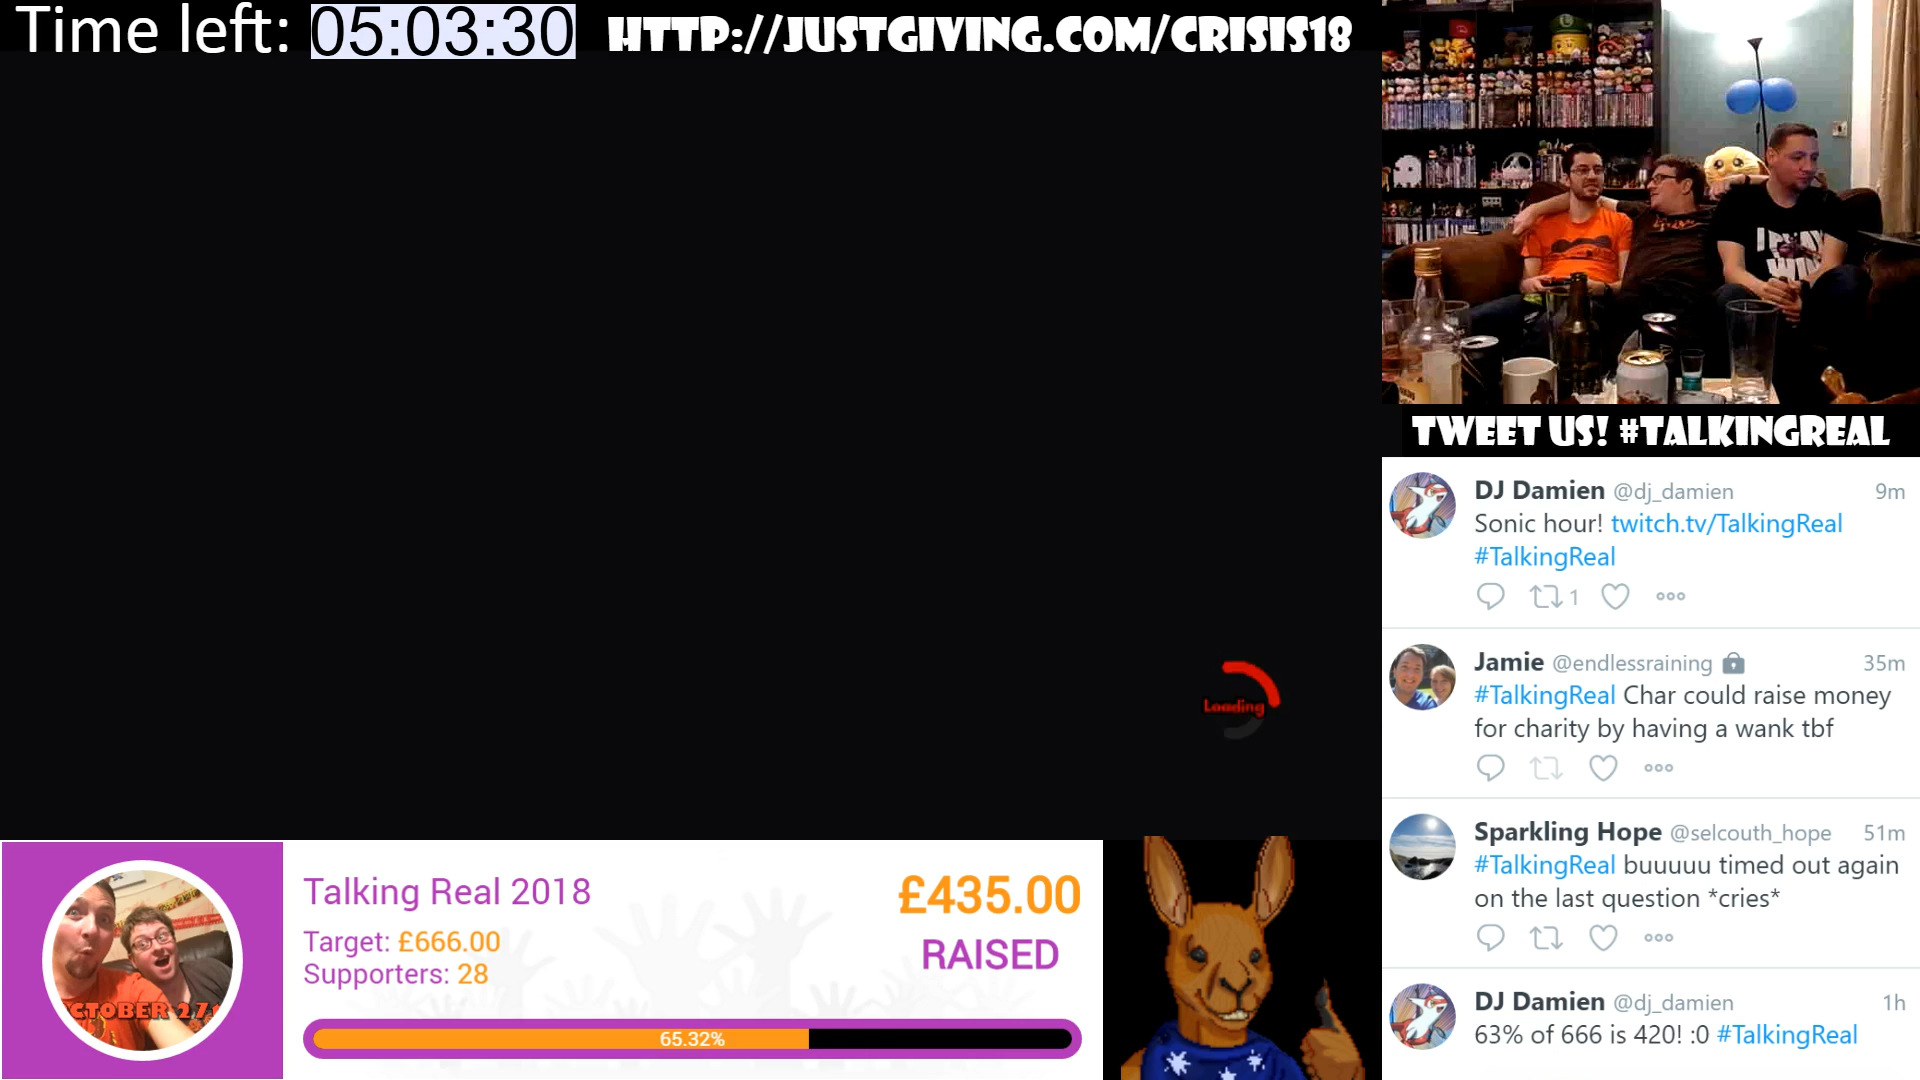 Time left: 05:03:30
HTTP://JUSTGIVING.COM/CRISIS18
Loading
TWEET US! #TALKINGREAL
DJ Damien @dj_damien 9m
Sonic hour! twitch.tv/TalkingReal
#TalkingReal
1
Jamie @endlessraining 35m
#TalkingReal Char could raise money
for charity by having a wank tbf
Sparkling Hope @selcouth_hope 51m
#TalkingReal buuuuu timed out again
on the last question *cries*
DJ Damien @dj_damien 1h
63% of 666 is 420! :0 #TalkingReal
CTOBER 27
Talking Real 2018
Target: £666.00
Supporters: 28
£435.00
RAISED
65.32%